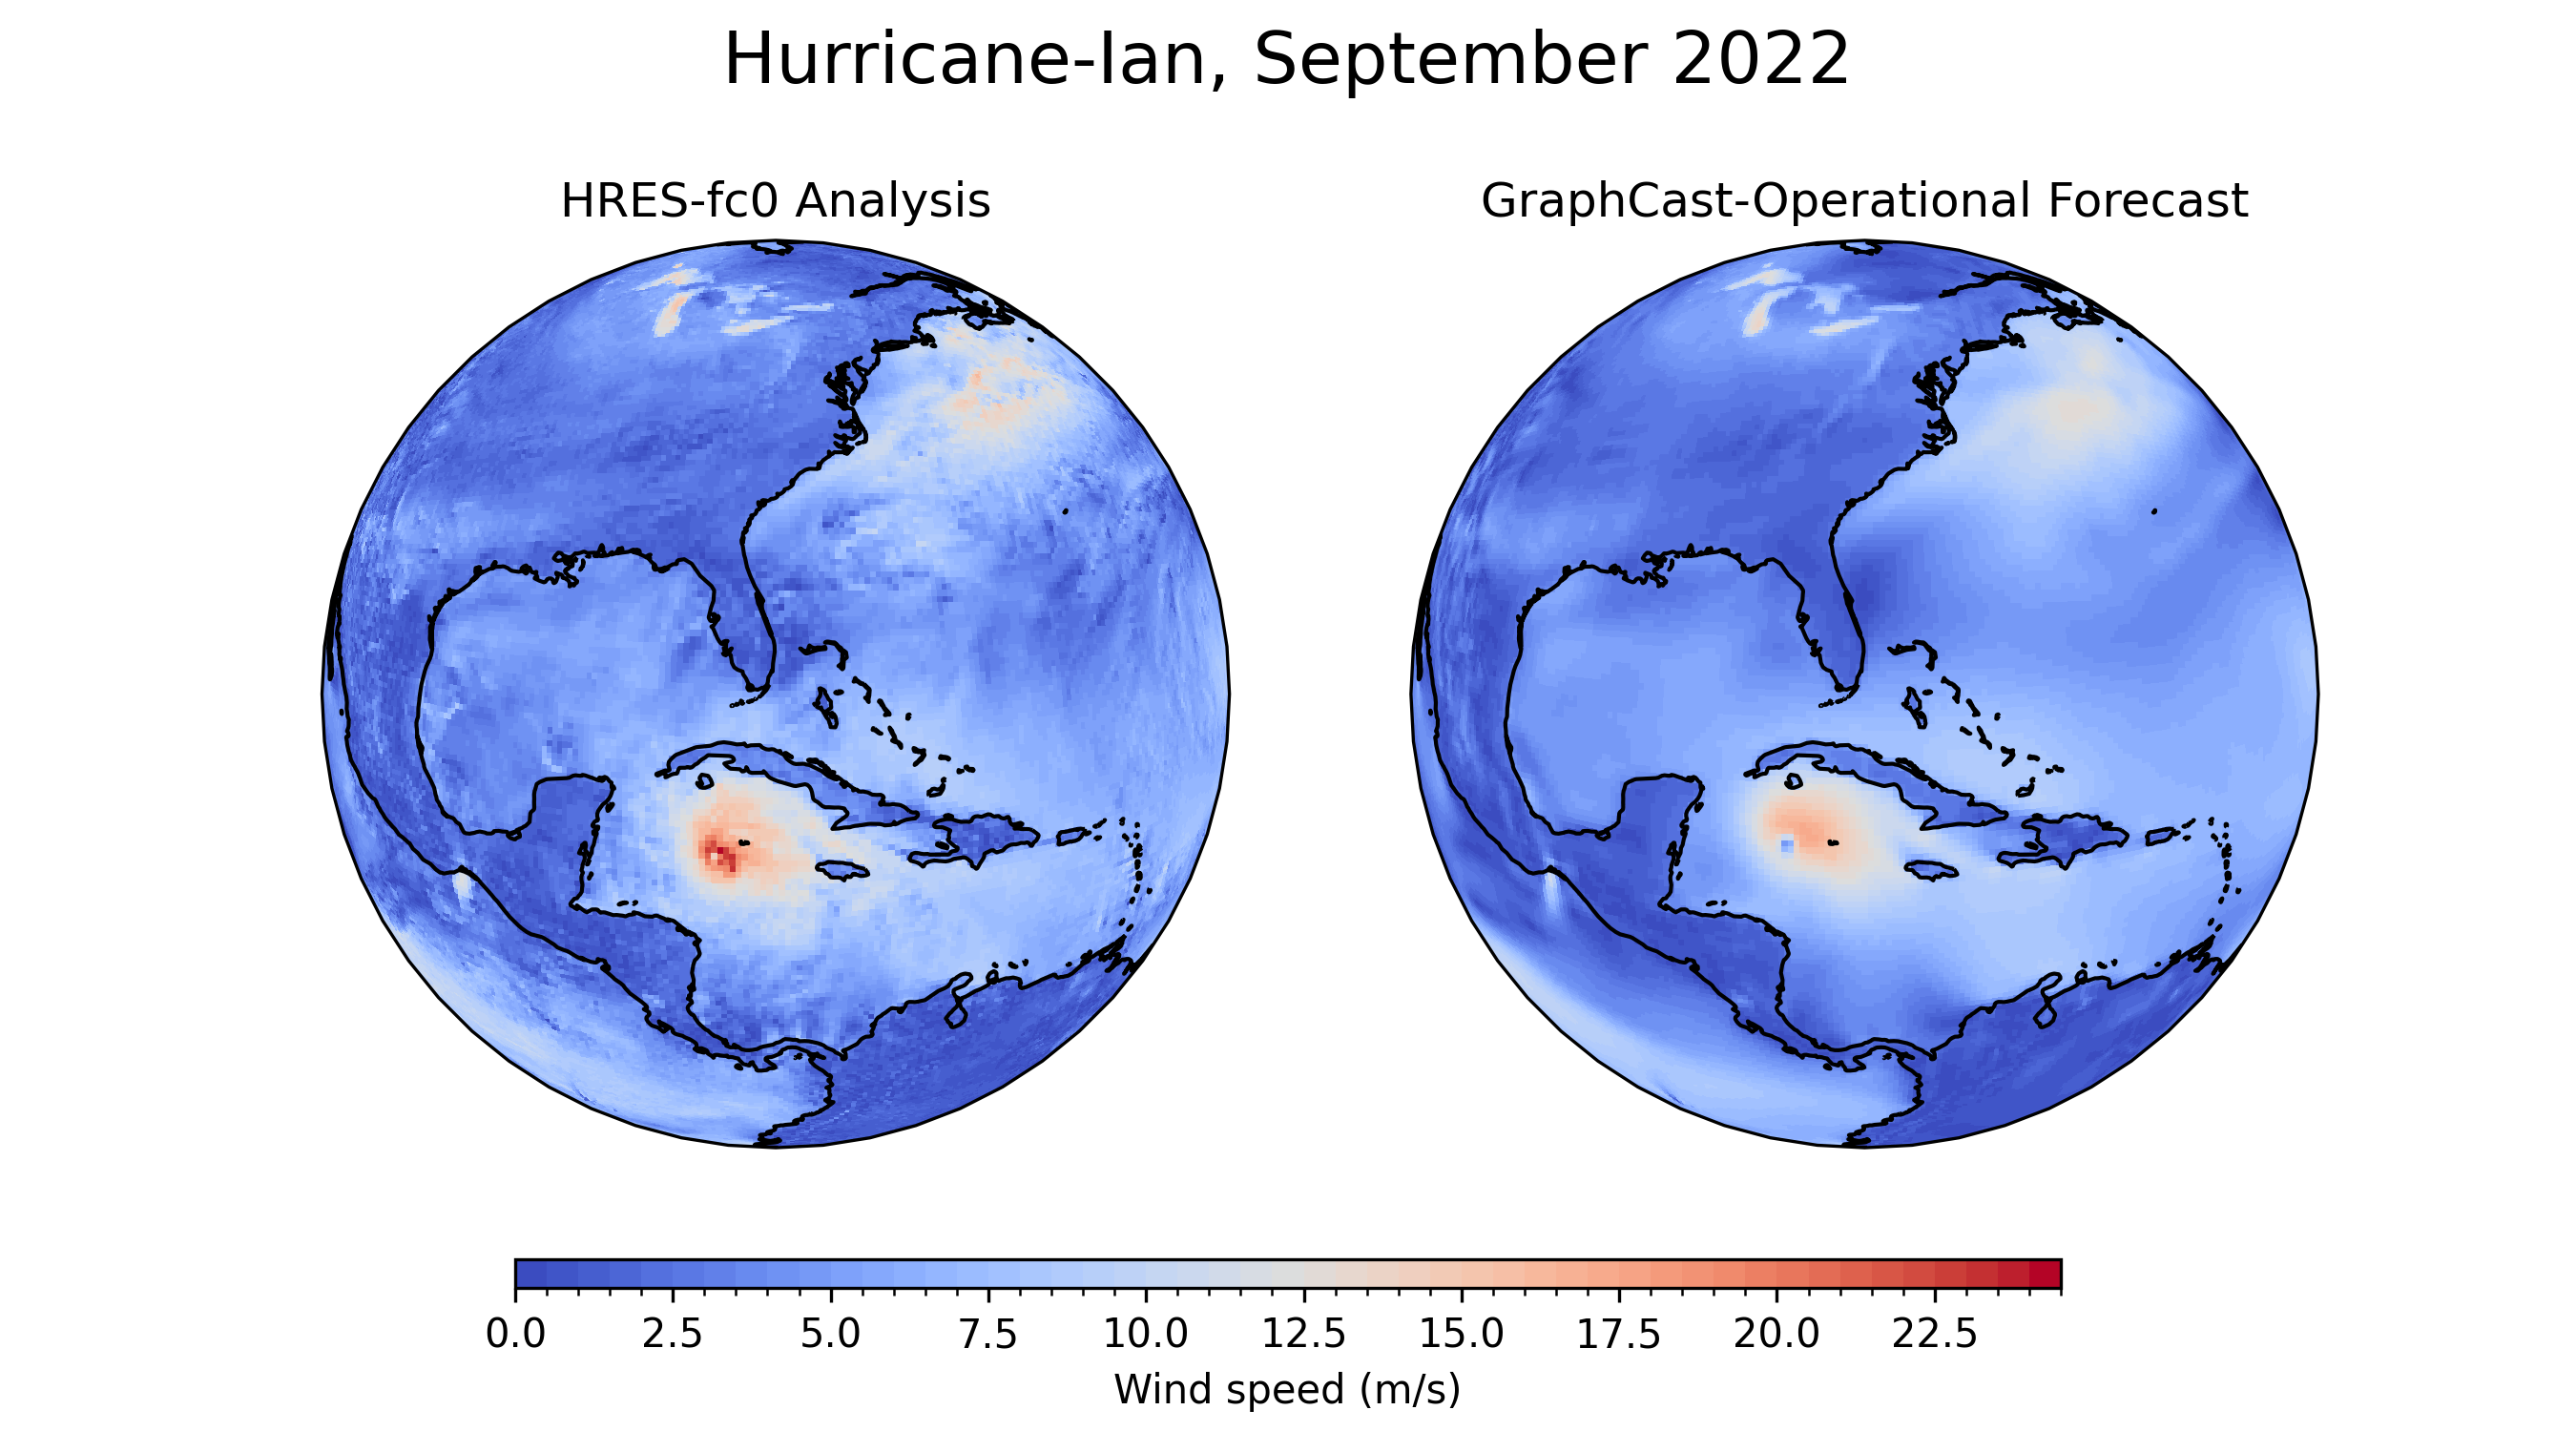 Hurricane-Ian, September 2022
HRES-fc0 Analysis
GraphCast-Operational Forecast
0.0 2.5 5.0 7.5 10.0 12.5 15.0 17.5 20.0 22.5
Wind speed (m/s)